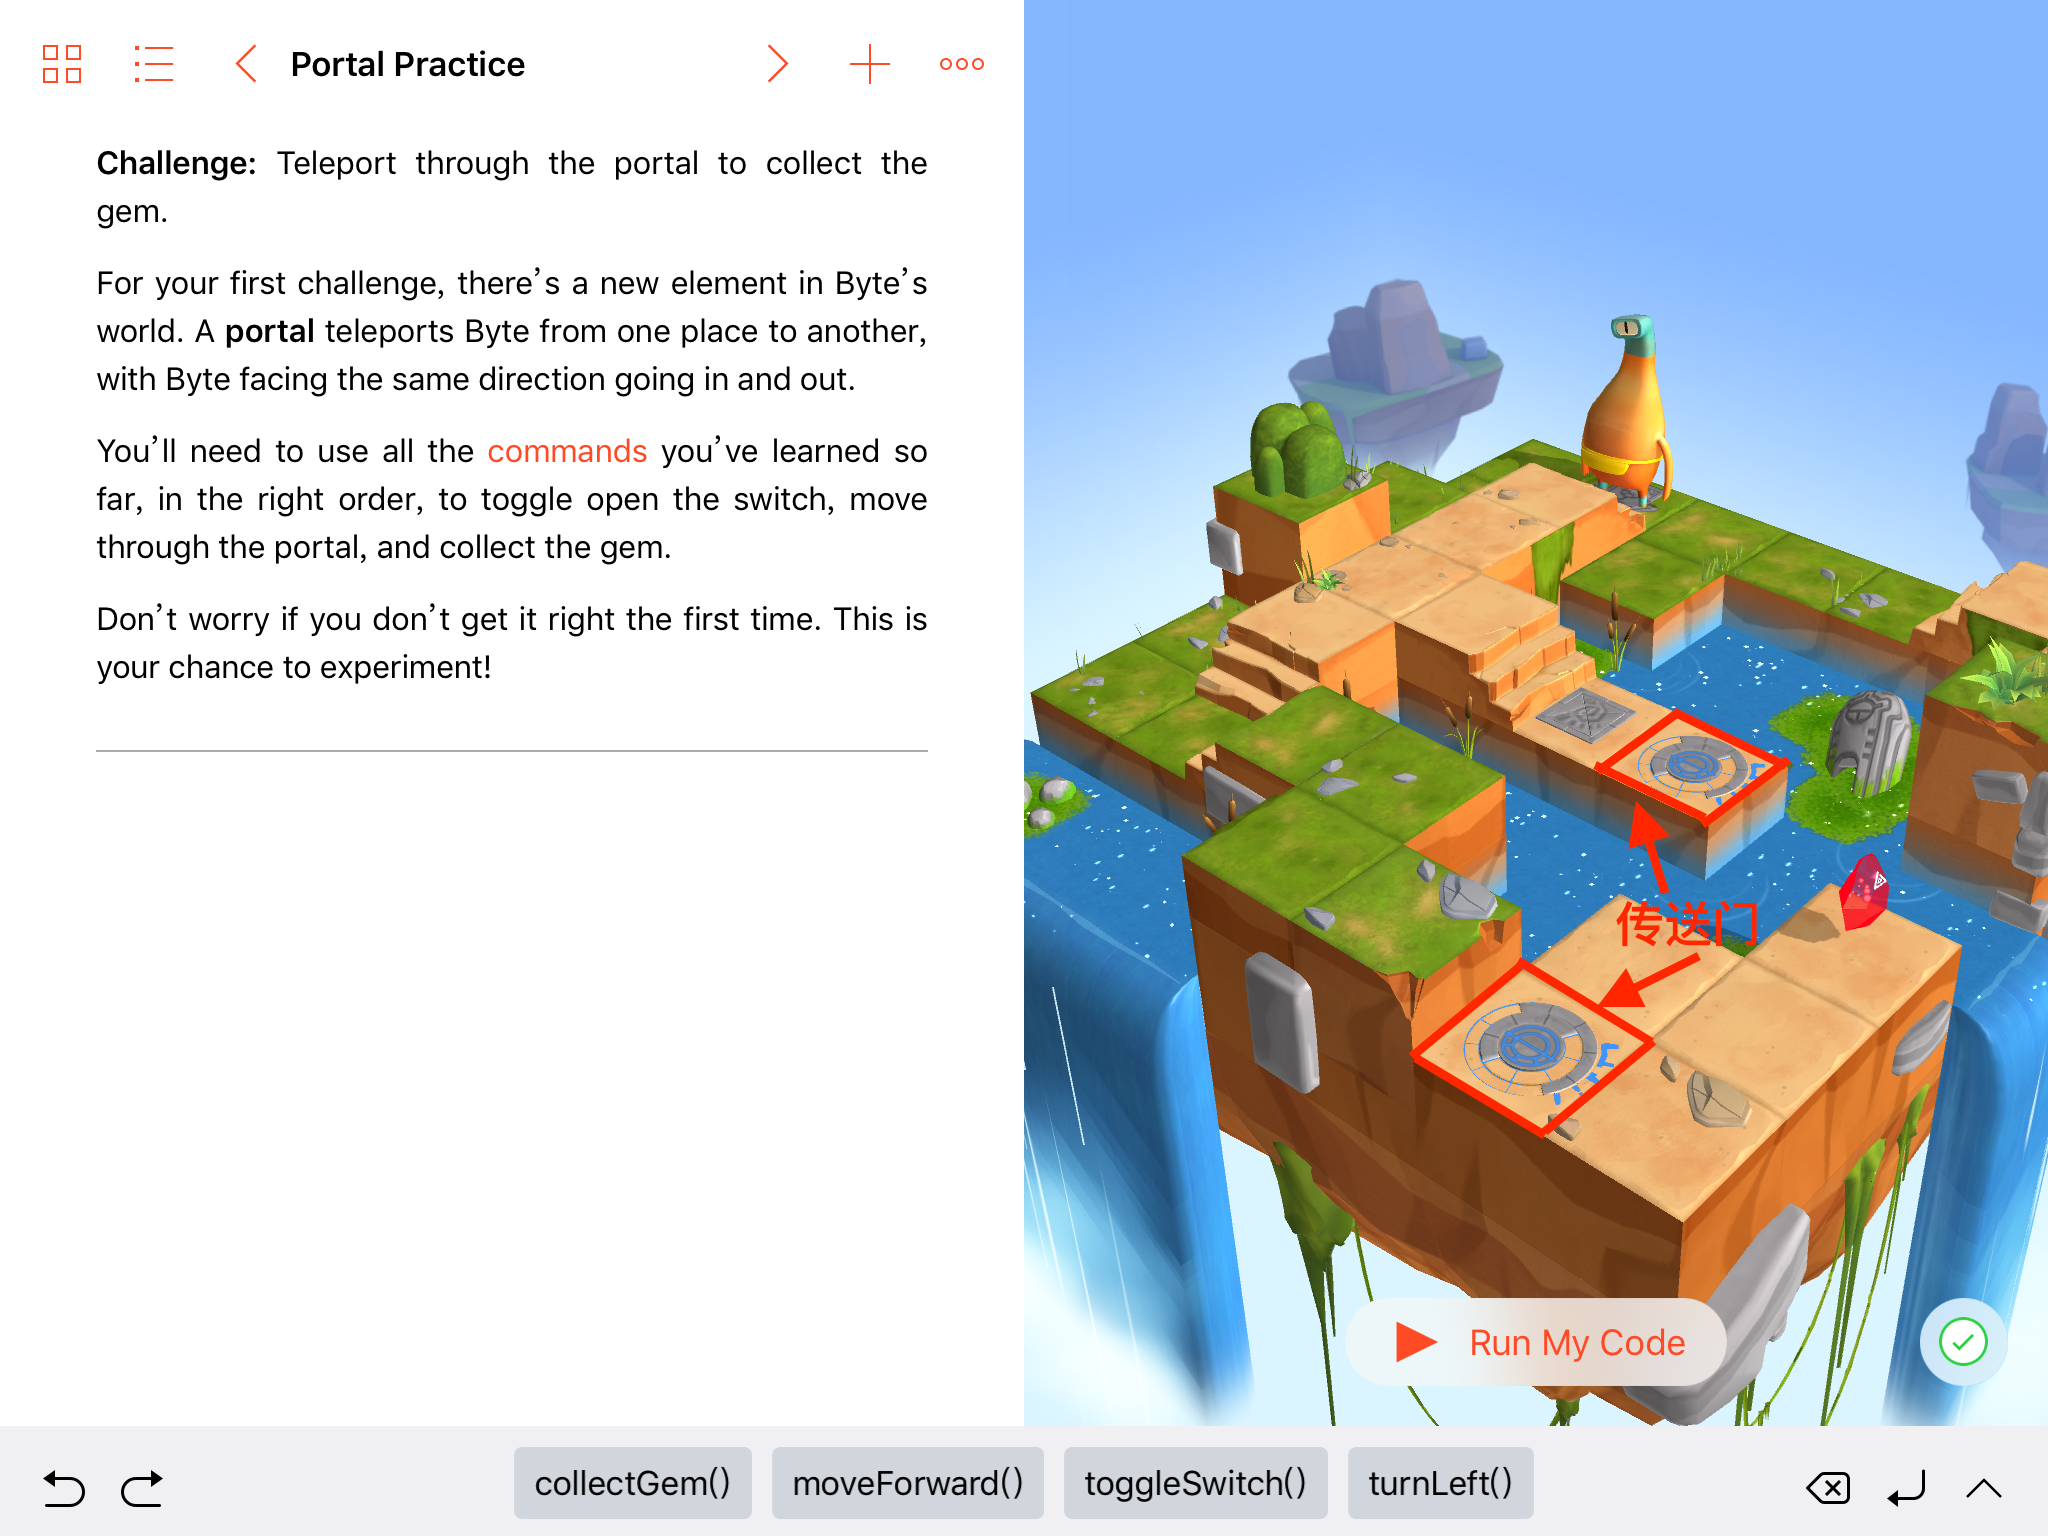 Portal Practice
Challenge: Teleport through the portal to collect the
gem.
For your first challenge, there’s a new element in Byte’s
world. A portal teleports Byte from one place to another,
with Byte facing the same direction going in and out.
You’ll need to use all the commands you’ve learned so
far, in the right order, to toggle open the switch, move
through the portal, and collect the gem.
Don’t worry if you don’t get it right the first time. This is
your chance to experiment!
传送门
Run My Code
collectGem()
moveForward()
toggleSwitch()
turnLeft()